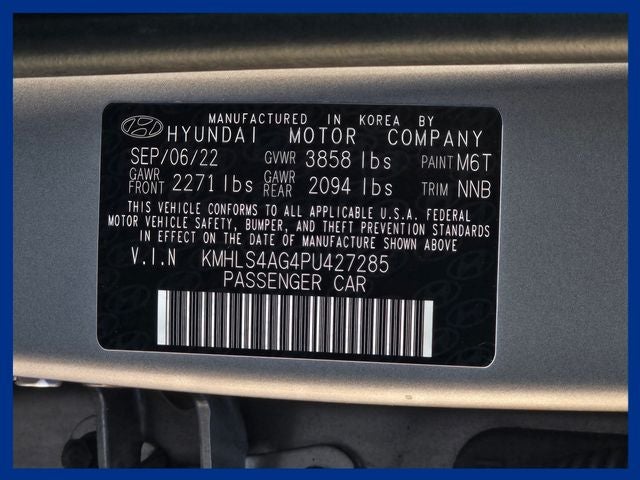 MANUFACTURED IN KOREA BY
HYUNDAI MOTOR COMPANY
SEP/06/22 GVWR 3858 lbs PAINT M6T
GAWR FRONT 2271 lbs GAWR REAR 2094 lbs TRIM NNB
THIS VEHICLE CONFORMS TO ALL APPLICABLE U.S.A. FEDERAL
MOTOR VEHICLE SAFETY, BUMPER, AND THEFT PREVENTION STANDARDS
IN EFFECT ON THE DATE OF MANUFACTURE SHOWN ABOVE
V.I.N KMHLS4AG4PU427285
PASSENGER CAR